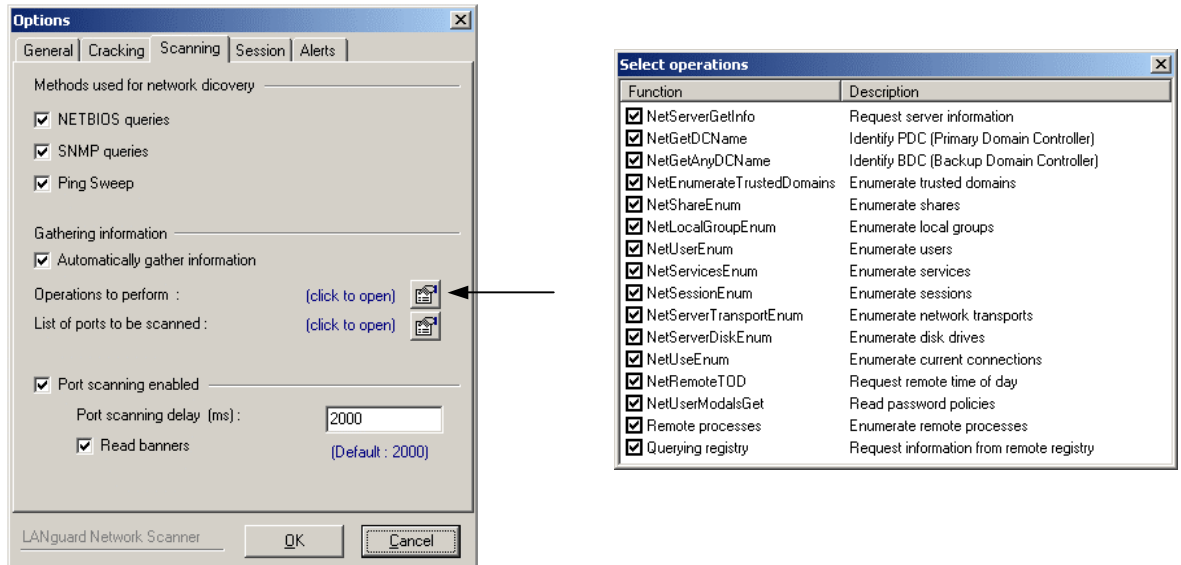 Options
General Cracking Scanning Session Alerts
Methods used for network dicovery
NETBIOS queries
SNMP queries
Ping Sweep
Gathering information
Automatically gather information
Operations to perform : (click to open)
List of ports to be scanned : (click to open)
Port scanning enabled
Port scanning delay (ms) : 2000
Read banners (Default : 2000)
LANguard Network Scanner OK Cancel
Select operations
Function Description
NetServerGetInfo Request server information
NetGetDCName Identify PDC (Primary Domain Controller)
NetGetAnyDCName Identify BDC (Backup Domain Controller)
NetEnumerateTrustedDomains Enumerate trusted domains
NetShareEnum Enumerate shares
NetLocalGroupEnum Enumerate local groups
NetUserEnum Enumerate users
NetServicesEnum Enumerate services
NetSessionEnum Enumerate sessions
NetServerTransportEnum Enumerate network transports
NetServerDiskEnum Enumerate disk drives
NetUseEnum Enumerate current connections
NetRemoteTOD Request remote time of day
NetUserModalsGet Read password policies
Remote processes Enumerate remote processes
Querying registry Request information from remote registry